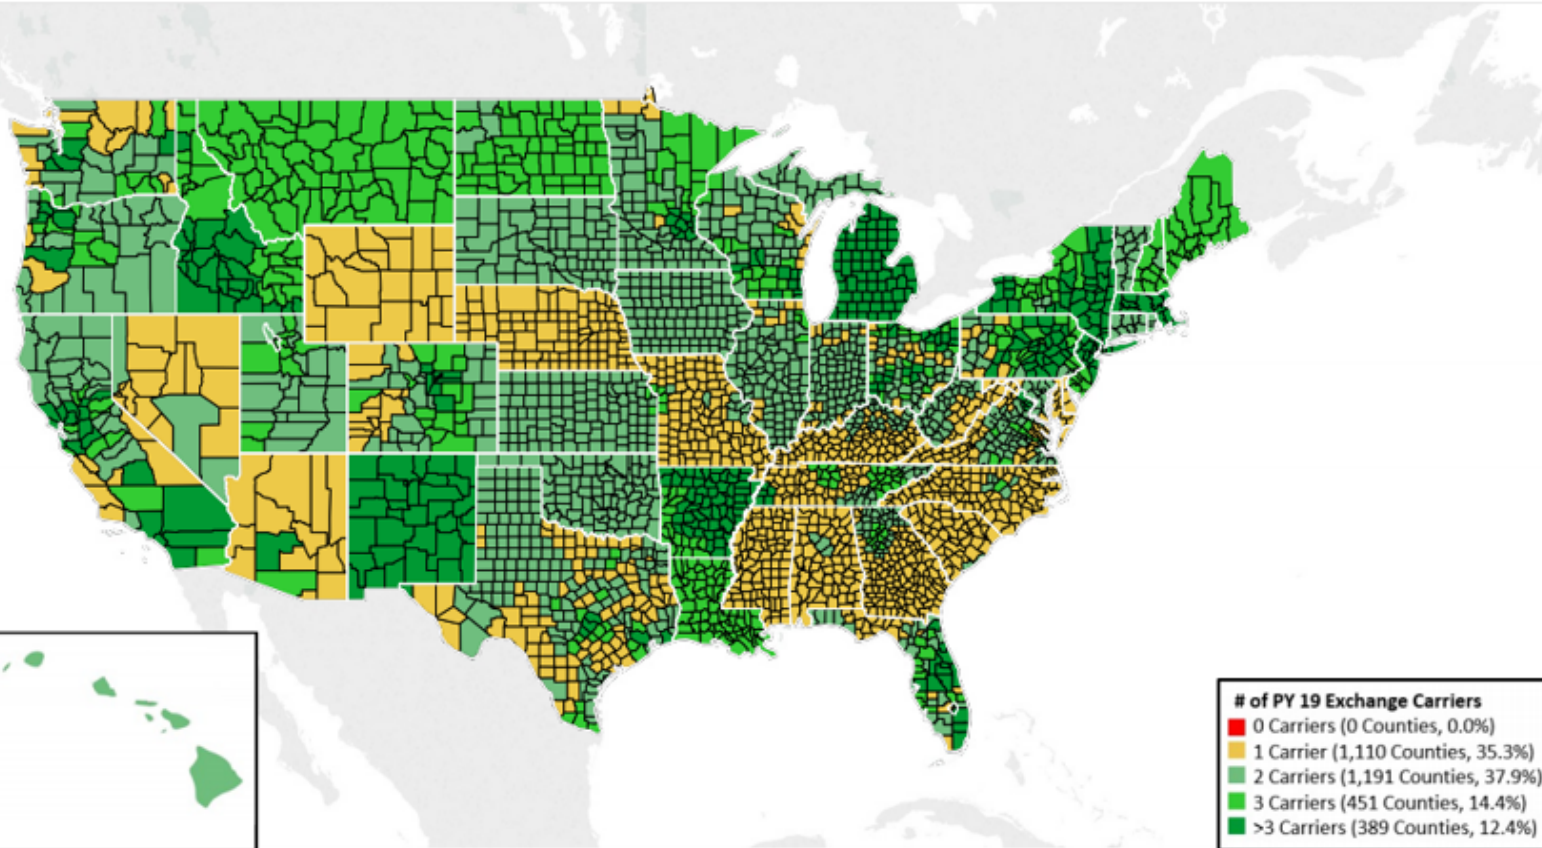 # of PY 19 Exchange Carriers
0 Carriers (0 Counties, 0.0%)
1 Carrier (1,110 Counties, 35.3%)
2 Carriers (1,191 Counties, 37.9%)
3 Carriers (451 Counties, 14.4%)
>3 Carriers (389 Counties, 12.4%)